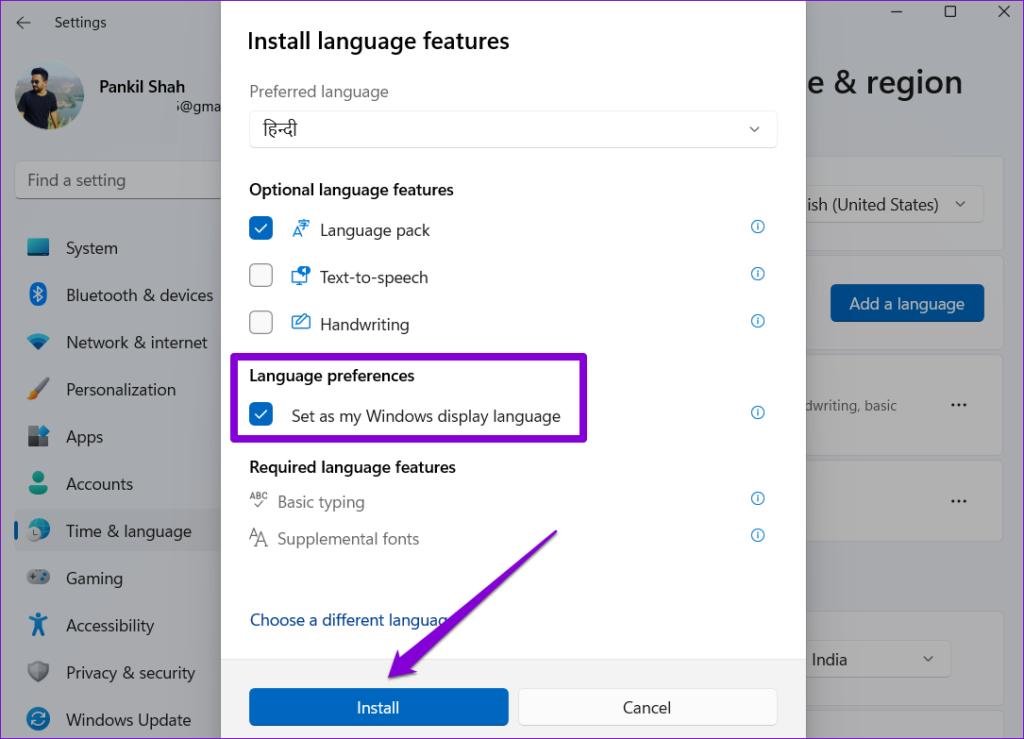 Settings
Pankil Shah
@gma
Find a setting
System
Bluetooth & devices
Network & internet
Personalization
Apps
Accounts
Time & language
Gaming
Accessibility
Privacy & security
Windows Update
Install language features
Preferred language
हिन्दी
Optional language features
Language pack
Text-to-speech
Handwriting
Language preferences
Set as my Windows display language
Required language features
ABC
Basic typing
Supplemental fonts
Choose a different languag
Install
Cancel
e & region
ish (United States)
Add a language
dwriting, basic
India